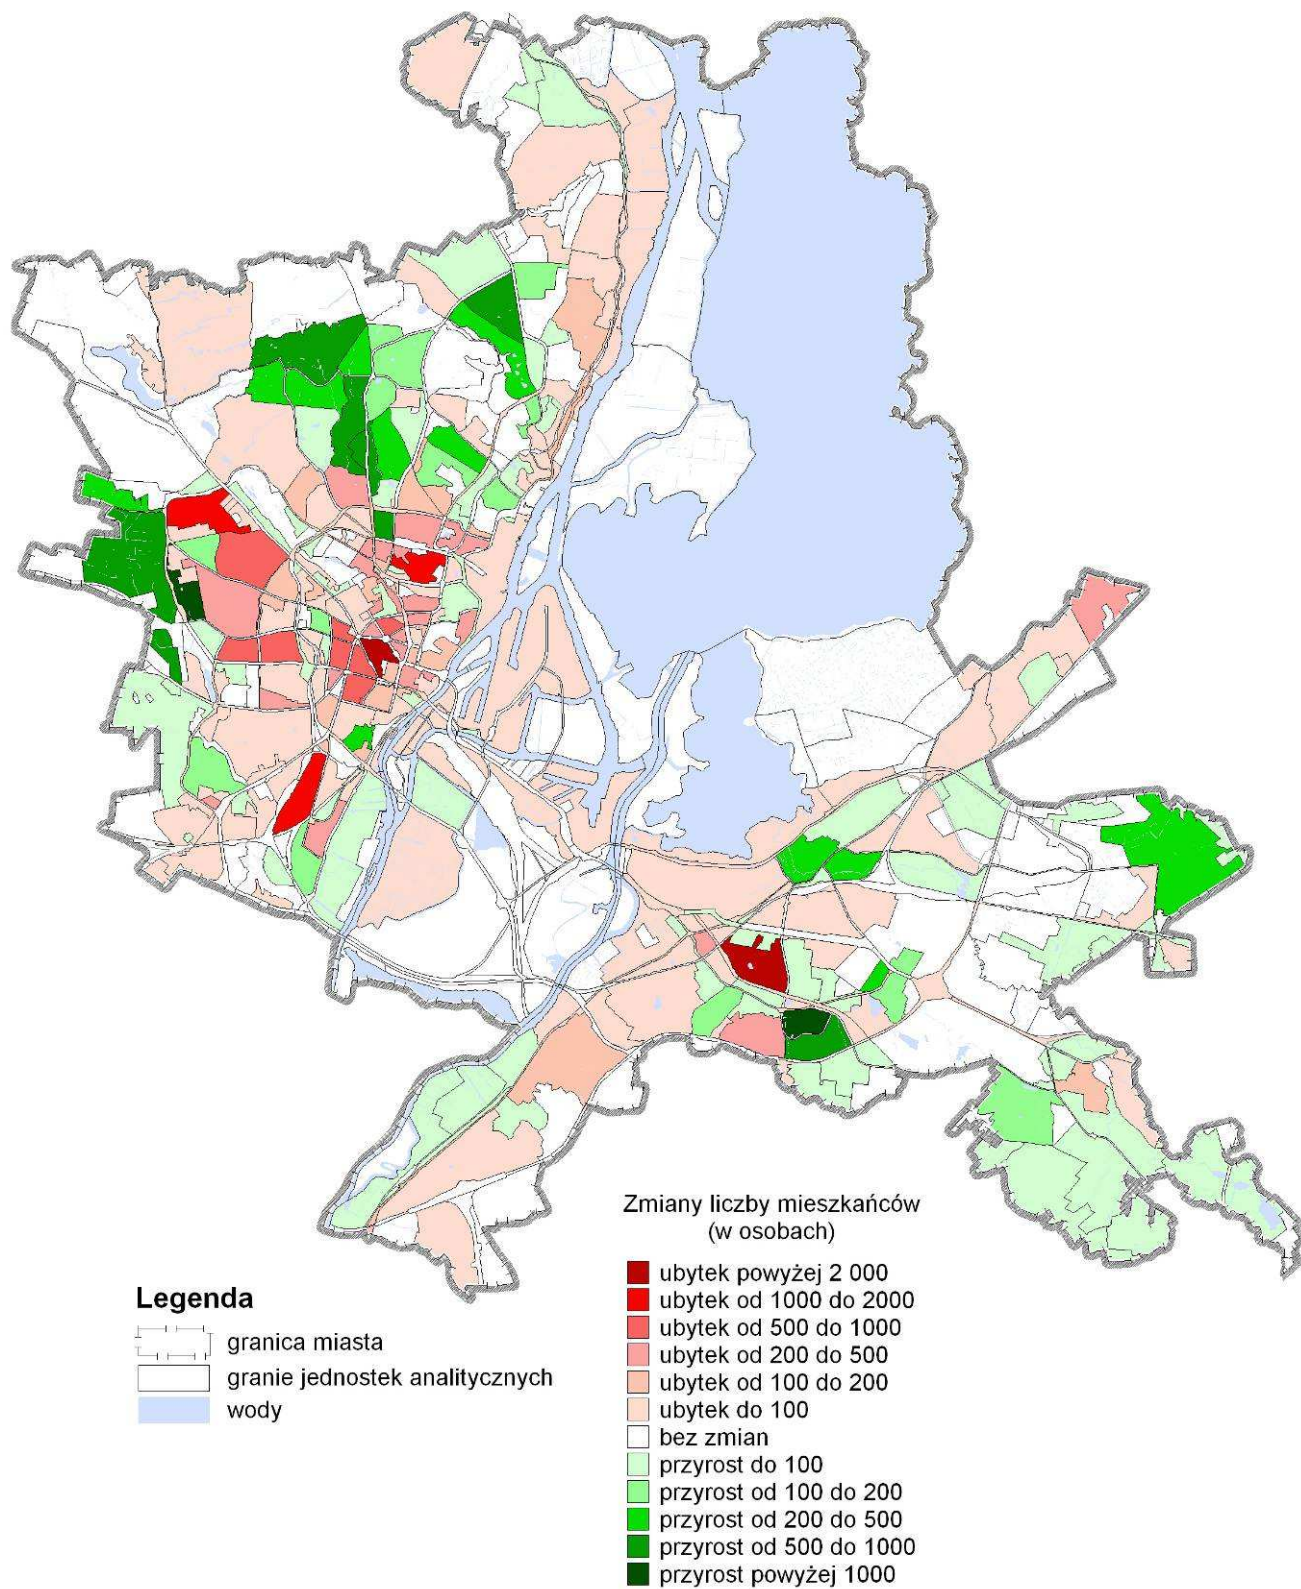 Zmiany liczby mieszkańców
(w osobach)
ubytek powyżej 2 000
ubytek od 1000 do 2000
ubytek od 500 do 1000
ubytek od 200 do 500
ubytek od 100 do 200
ubytek do 100
bez zmian
przyrost do 100
przyrost od 100 do 200
przyrost od 200 do 500
przyrost od 500 do 1000
przyrost powyżej 1000
Legenda
granica miasta
granie jednostek analitycznych
wody